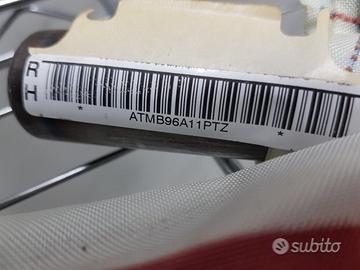 R
H
*ATMB96A11PTZ*
subito